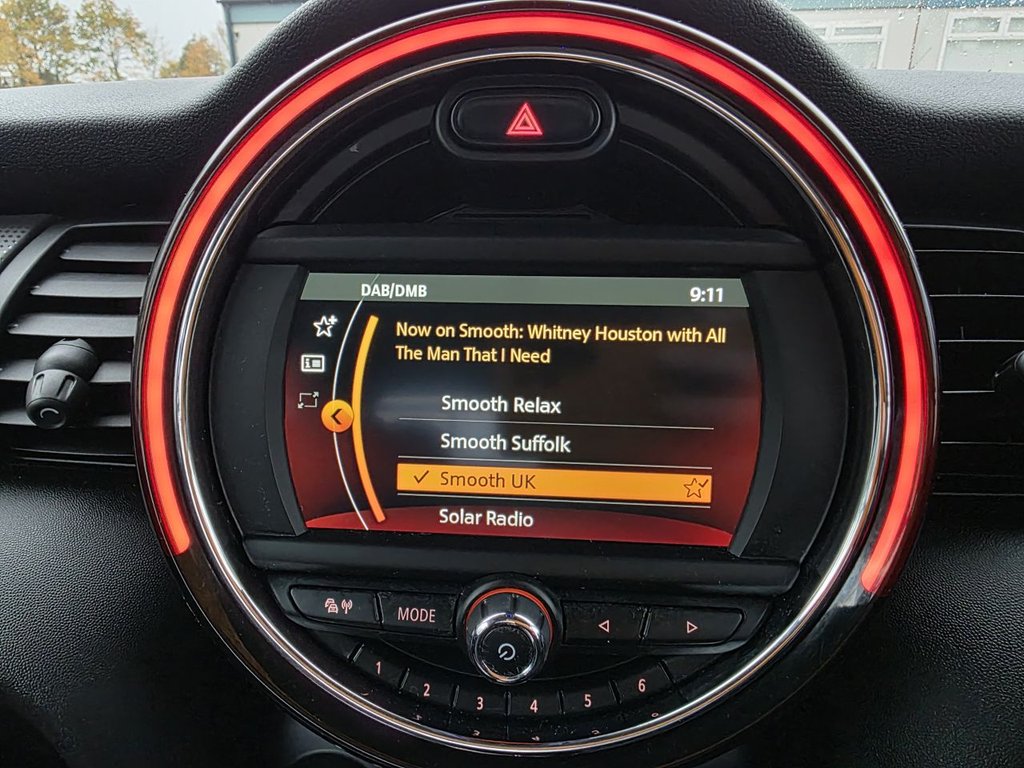 DAB/DMB
9:11
Now on Smooth: Whitney Houston with All
The Man That I Need
Smooth Relax
Smooth Suffolk
Smooth UK
Solar Radio
MODE
1
2
3
4
5
6